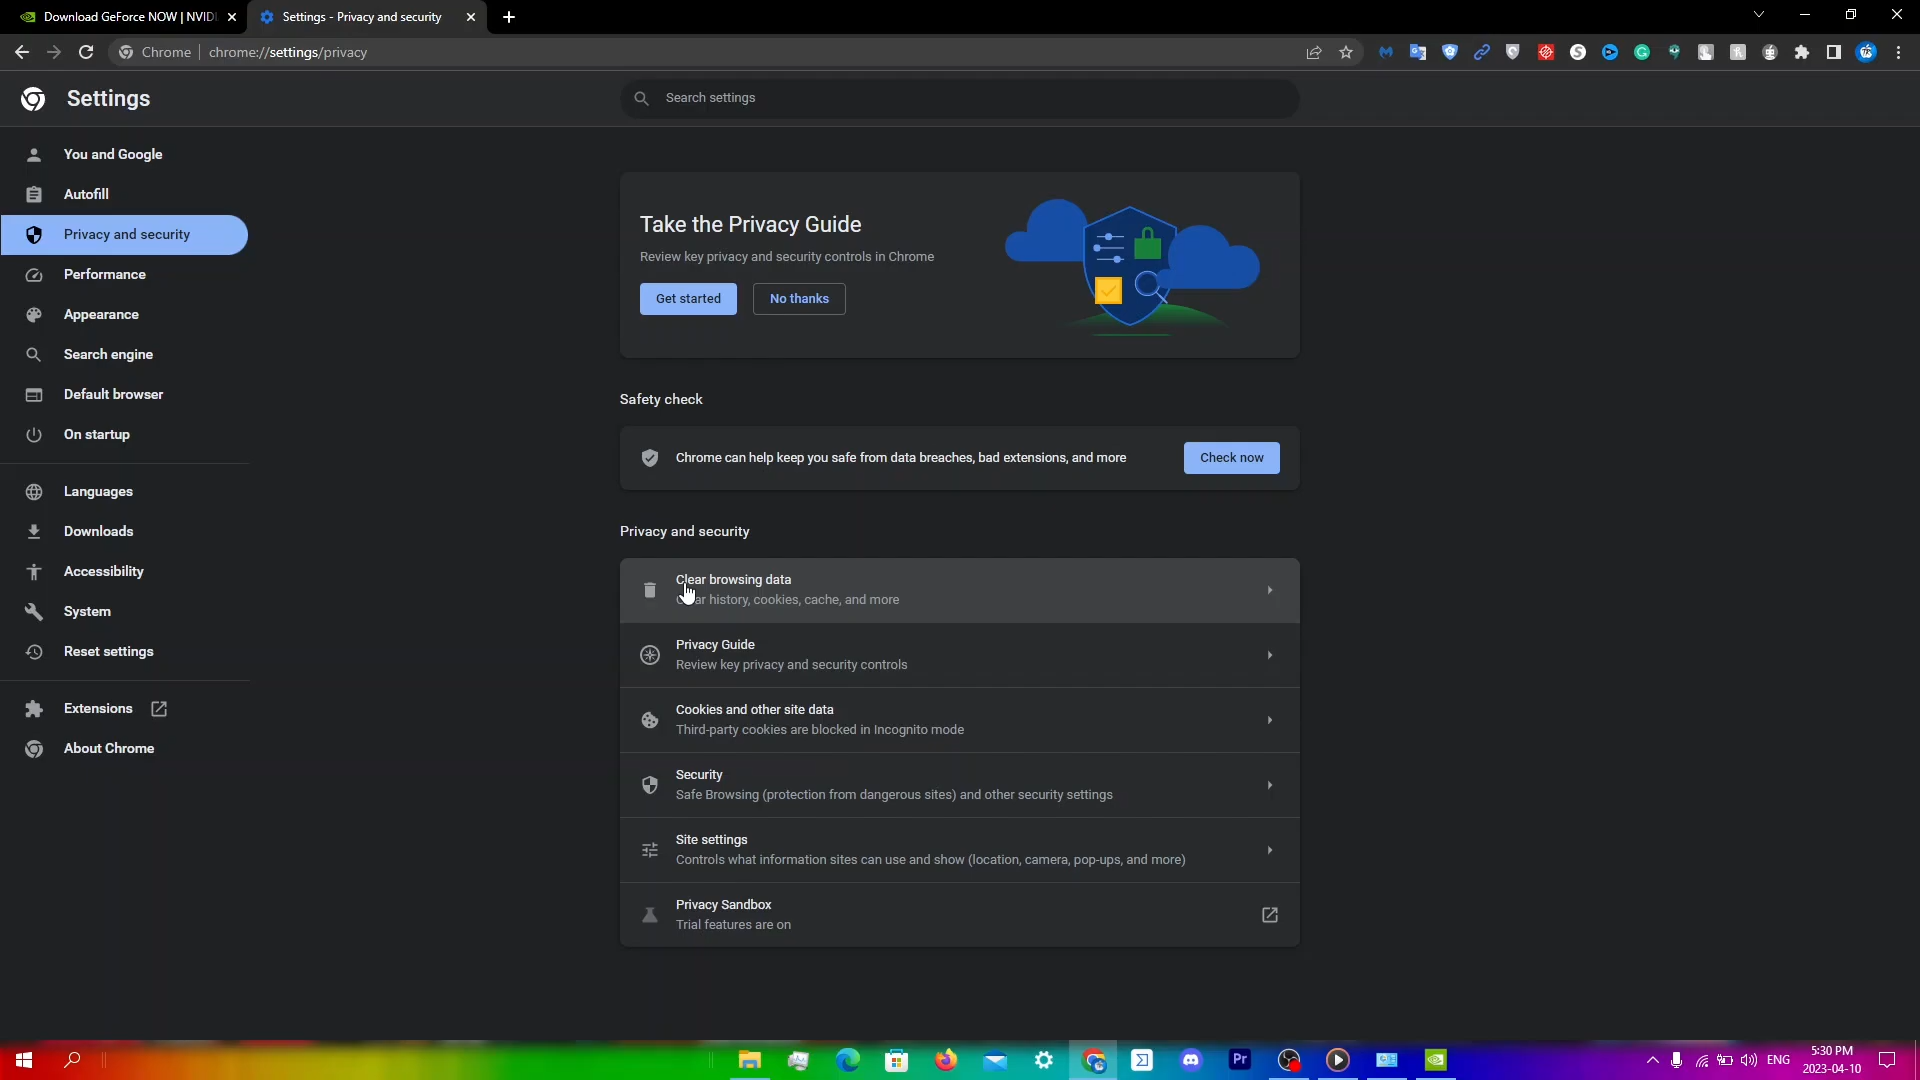 Download GeForce NOW | NVIDI
Settings - Privacy and security
Chrome
chrome://settings/privacy
Settings
Search settings
You and Google
Autofill
Privacy and security
Performance
Appearance
Search engine
Default browser
On startup
Languages
Downloads
Accessibility
System
Reset settings
Extensions
About Chrome
Take the Privacy Guide
Review key privacy and security controls in Chrome
Get started
No thanks
Safety check
Chrome can help keep you safe from data breaches, bad extensions, and more
Check now
Privacy and security
Clear browsing data
Clear history, cookies, cache, and more
Privacy Guide
Review key privacy and security controls
Cookies and other site data
Third-party cookies are blocked in Incognito mode
Security
Safe Browsing (protection from dangerous sites) and other security settings
Site settings
Controls what information sites can use and show (location, camera, pop-ups, and more)
Privacy Sandbox
Trial features are on
Pr
ENG
5:30 PM
2023-04-10